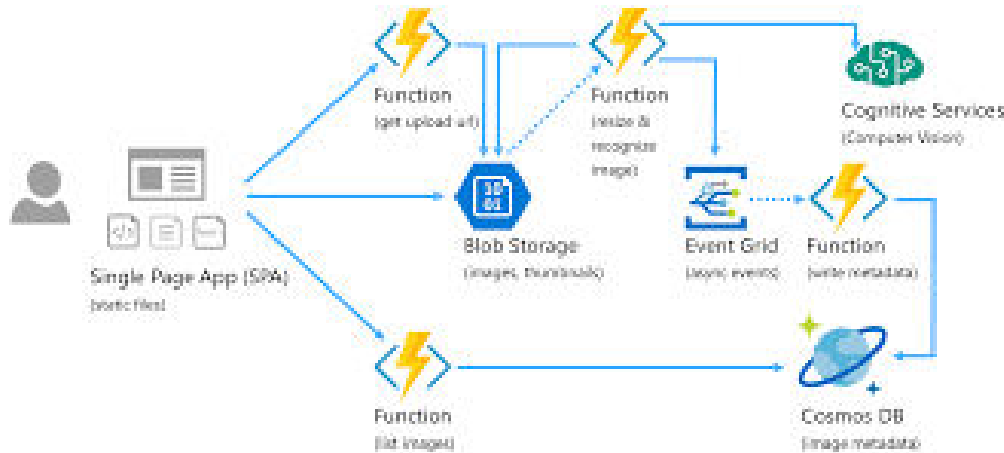 Function
(get upload url)
Function
(resize &
recognize
image)
Cognitive Services
(Computer Vision)
Single Page App (SPA)
(static files)
Blob Storage
(images, thumbnails)
Event Grid
(async events)
Function
(write metadata)
Function
(list images)
Cosmos DB
(image metadata)